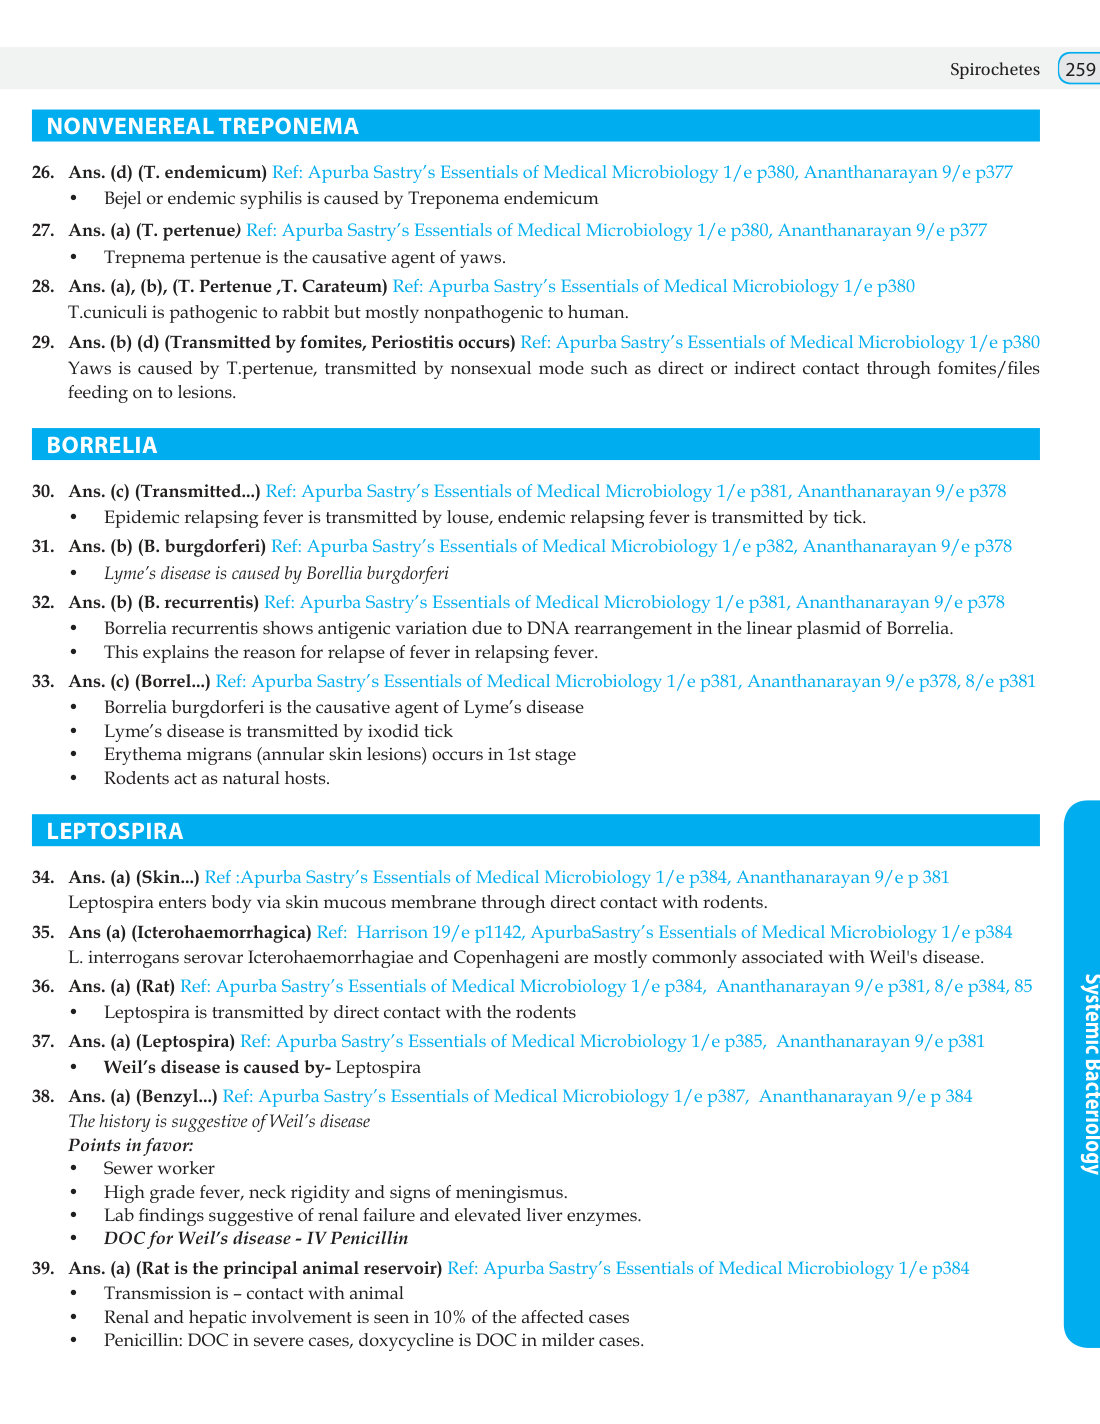 Spirochetes 259
NONVENEREAL TREPONEMA
26. Ans. (d) (T. endemicum) Ref: Apurba Sastry's Essentials of Medical Microbiology 1/e p380, Ananthanarayan 9/e p377
• Bejel or endemic syphilis is caused by Treponema endemicum
27. Ans. (a) (T. pertenue) Ref: Apurba Sastry's Essentials of Medical Microbiology 1/e p380, Ananthanarayan 9/e p377
• Trepnema pertenue is the causative agent of yaws.
28. Ans. (a), (b), (T. Pertenue ,T. Carateum) Ref: Apurba Sastry's Essentials of Medical Microbiology 1/e p380
T.cuniculi is pathogenic to rabbit but mostly nonpathogenic to human.
29. Ans. (b) (d) (Transmitted by fomites, Periostitis occurs) Ref: Apurba Sastry's Essentials of Medical Microbiology 1/e p380
Yaws is caused by T.pertenue, transmitted by nonsexual mode such as direct or indirect contact through fomites/files
feeding on to lesions.
BORRELIA
30. Ans. (c) (Transmitted...) Ref: Apurba Sastry's Essentials of Medical Microbiology 1/e p381, Ananthanarayan 9/e p378
• Epidemic relapsing fever is transmitted by louse, endemic relapsing fever is transmitted by tick.
31. Ans. (b) (B. burgdorferi) Ref: Apurba Sastry's Essentials of Medical Microbiology 1/e p382, Ananthanarayan 9/e p378
• Lyme's disease is caused by Borellia burgdorferi
32. Ans. (b) (B. recurrentis) Ref: Apurba Sastry's Essentials of Medical Microbiology 1/e p381, Ananthanarayan 9/e p378
• Borrelia recurrentis shows antigenic variation due to DNA rearrangement in the linear plasmid of Borrelia.
• This explains the reason for relapse of fever in relapsing fever.
33. Ans. (c) (Borrel...) Ref: Apurba Sastry's Essentials of Medical Microbiology 1/e p381, Ananthanarayan 9/e p378, 8/e p381
• Borrelia burgdorferi is the causative agent of Lyme's disease
• Lyme's disease is transmitted by ixodid tick
• Erythema migrans (annular skin lesions) occurs in 1st stage
• Rodents act as natural hosts.
LEPTOSPIRA
34. Ans. (a) (Skin...) Ref :Apurba Sastry's Essentials of Medical Microbiology 1/e p384, Ananthanarayan 9/e p 381
Leptospira enters body via skin mucous membrane through direct contact with rodents.
35. Ans (a) (Icterohaemorrhagica) Ref: Harrison 19/e p1142, ApurbaSastry's Essentials of Medical Microbiology 1/e p384
L. interrogans serovar Icterohaemorrhagiae and Copenhageni are mostly commonly associated with Weil's disease.
36. Ans. (a) (Rat) Ref: Apurba Sastry's Essentials of Medical Microbiology 1/e p384, Ananthanarayan 9/e p381, 8/e p384, 85
• Leptospira is transmitted by direct contact with the rodents
37. Ans. (a) (Leptospira) Ref: Apurba Sastry's Essentials of Medical Microbiology 1/e p385, Ananthanarayan 9/e p381
• Weil's disease is caused by- Leptospira
38. Ans. (a) (Benzyl...) Ref: Apurba Sastry's Essentials of Medical Microbiology 1/e p387, Ananthanarayan 9/e p 384
The history is suggestive of Weil's disease
Points in favor:
• Sewer worker
• High grade fever, neck rigidity and signs of meningismus.
• Lab findings suggestive of renal failure and elevated liver enzymes.
• DOC for Weil's disease - IV Penicillin
39. Ans. (a) (Rat is the principal animal reservoir) Ref: Apurba Sastry's Essentials of Medical Microbiology 1/e p384
• Transmission is – contact with animal
• Renal and hepatic involvement is seen in 10% of the affected cases
• Penicillin: DOC in severe cases, doxycycline is DOC in milder cases.
Systemic Bacteriology